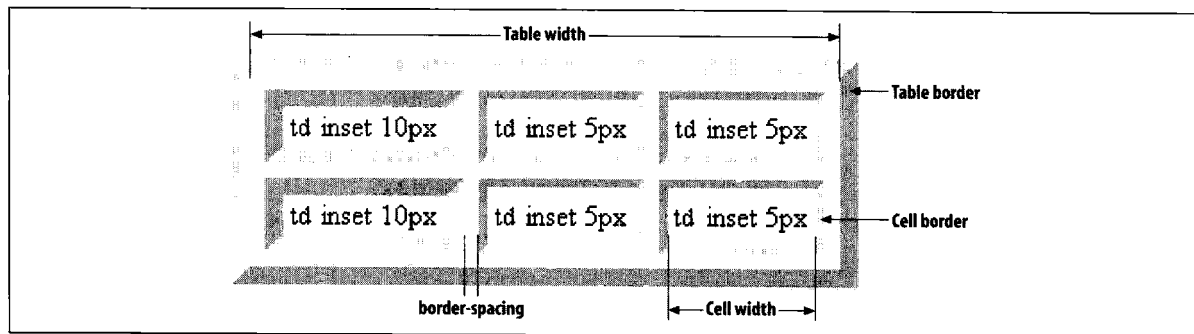 Table width
Table border
td inset 10px td inset 5px td inset 5px
td inset 10px td inset 5px td inset 5px
Cell border
border-spacing
Cell width